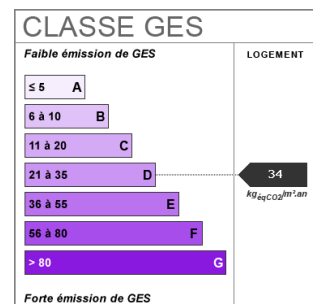 CLASSE GES
Faible émission de GES
LOGEMENT
≤ 5 A
6 à 10 B
11 à 20 C
21 à 35 D
34
kgéqCO2/m².an
36 à 55 E
56 à 80 F
> 80 G
Forte émission de GES